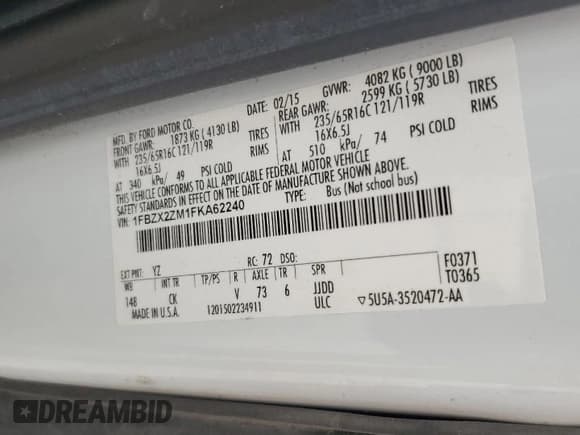 MFD. BY FORD MOTOR CO.
DATE: 02/15 GVWR: 4082 KG ( 9000 LB)
FRONT GAWR: 1873 KG ( 4130 LB) REAR GAWR: 2599 KG ( 5730 LB)
WITH 235/65R16C 121/119R TIRES WITH 235/65R16C 121/119R TIRES
16X6.5J RIMS 16X6.5J RIMS
AT 340 kPa/ 49 PSI COLD AT 510 kPa/ 74 PSI COLD
THIS VEHICLE CONFORMS TO ALL APPLICABLE FEDERAL MOTOR VEHICLE
SAFETY STANDARDS IN EFFECT ON THE DATE OF MANUFACTURE SHOWN ABOVE.
1FBZX2ZM1FKA62240 TYPE: Bus (Not school bus)
EXT PNT: YZ RC: 72 DSO: F0371
WB INT TR TP/PS R AXLE TR SPR T0365
148 CK V 73 6 JJDD
MADE IN U.S.A. 1201502234911 ULC ▽5U5A-3520472-AA
DREAMBID